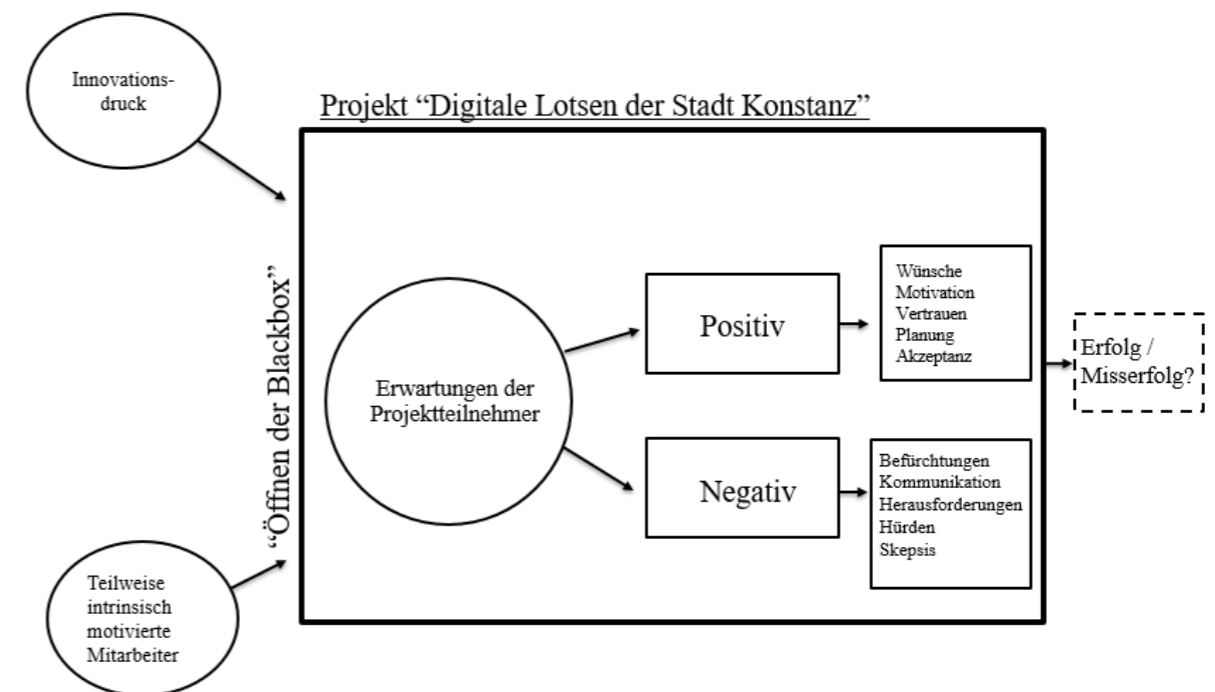 Innovations-
druck
Projekt “Digitale Lotsen der Stadt Konstanz”
“Öffnen der Blackbox”
Erwartungen der
Projektteilnehmer
Positiv
Wünsche
Motivation
Vertrauen
Planung
Akzeptanz
Negativ
Befürchtungen
Kommunikation
Herausforderungen
Hürden
Skepsis
Erfolg /
Misserfolg?
Teilweise
intrinsisch
motivierte
Mitarbeiter